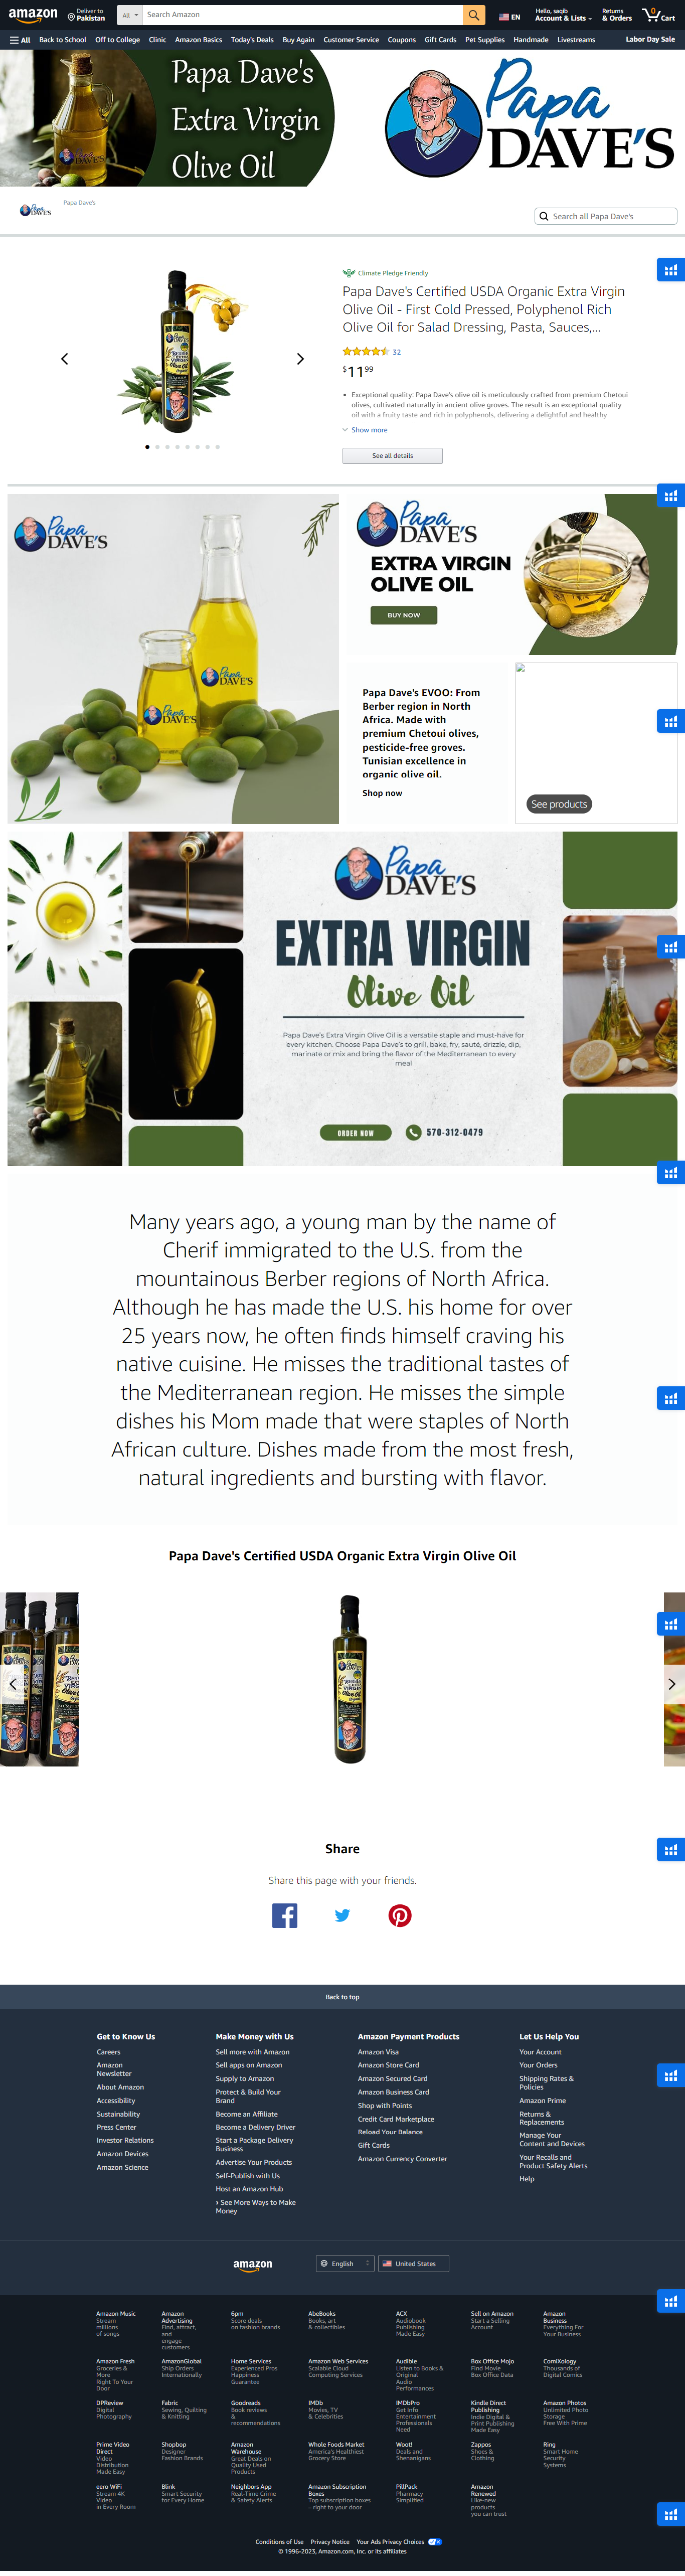 amazon
Deliver to
Pakistan
All
Search Amazon
EN
Hello, saqib
Account & Lists
Returns
& Orders
0
Cart
All
Back to School
Off to College
Clinic
Amazon Basics
Today's Deals
Buy Again
Customer Service
Coupons
Gift Cards
Pet Supplies
Handmade
Livestreams
Labor Day Sale
Papa Dave's
Extra Virgin
Olive Oil
Papa
DAVE'S
Papa Dave's
Search all Papa Dave's
Climate Pledge Friendly
Papa Dave's Certified USDA Organic Extra Virgin
Olive Oil - First Cold Pressed, Polyphenol Rich
Olive Oil for Salad Dressing, Pasta, Sauces,...
32
$11 99
Exceptional quality: Papa Dave's olive oil is meticulously crafted from premium Chetoui
olives, cultivated naturally in ancient olive groves. The result is an exceptional quality
oil with a fruity taste and rich in polyphenols, delivering a delightful and healthy
Show more
See all details
Papa
DAVE'S
Papa
DAVE'S
Papa
DAVE'S
Papa
DAVE'S
EXTRA VIRGIN
OLIVE OIL
BUY NOW
Papa Dave's EVOO: From
Berber region in North
Africa. Made with
premium Chetoui olives,
pesticide-free groves.
Tunisian excellence in
organic olive oil.
Shop now
See products
Papa
DAVE'S
EXTRA VIRGIN
Olive Oil
Papa Dave's Extra Virgin Olive Oil is a versatile staple and must-have for
every kitchen. Choose Papa Dave's to grill, bake, fry, sauté, drizzle, dip,
marinate or mix and bring the flavor of the Mediterranean to every
meal
ORDER NOW
570-312-0479
Many years ago, a young man by the name of
Cherif immigrated to the U.S. from the
mountainous Berber regions of North Africa.
Although he has made the U.S. his home for over
25 years now, he often finds himself craving his
native cuisine. He misses the traditional tastes of
the Mediterranean region. He misses the simple
dishes his Mom made that were staples of North
African culture. Dishes made from the most fresh,
natural ingredients and bursting with flavor.
Papa Dave's Certified USDA Organic Extra Virgin Olive Oil
Share
Share this page with your friends.
Back to top
Get to Know Us
Careers
Amazon
Newsletter
About Amazon
Accessibility
Sustainability
Press Center
Investor Relations
Amazon Devices
Amazon Science
Make Money with Us
Sell more with Amazon
Sell apps on Amazon
Supply to Amazon
Protect & Build Your
Brand
Become an Affiliate
Become a Delivery Driver
Start a Package Delivery
Business
Advertise Your Products
Self-Publish with Us
Host an Amazon Hub
› See More Ways to Make
Money
Amazon Payment Products
Amazon Visa
Amazon Store Card
Amazon Secured Card
Amazon Business Card
Shop with Points
Credit Card Marketplace
Reload Your Balance
Gift Cards
Amazon Currency Converter
Let Us Help You
Your Account
Your Orders
Shipping Rates &
Policies
Amazon Prime
Returns &
Replacements
Manage Your
Content and Devices
Your Recalls and
Product Safety Alerts
Help
amazon
English
United States
Amazon Music
Stream
millions
of songs
Amazon
Advertising
Find, attract,
and
engage
customers
6pm
Score deals
on fashion brands
AbeBooks
Books, art
& collectibles
ACX
Audiobook
Publishing
Made Easy
Sell on Amazon
Start a Selling
Account
Amazon
Business
Everything For
Your Business
Amazon Fresh
Groceries &
More
Right To Your
Door
AmazonGlobal
Ship Orders
Internationally
Home Services
Experienced Pros
Happiness
Guarantee
Amazon Web Services
Scalable Cloud
Computing Services
Audible
Listen to Books &
Original
Audio
Performances
Box Office Mojo
Find Movie
Box Office Data
ComiXology
Thousands of
Digital Comics
DPReview
Digital
Photography
Fabric
Sewing, Quilting
& Knitting
Goodreads
Book reviews
&
recommendations
IMDb
Movies, TV
& Celebrities
IMDbPro
Get Info
Entertainment
Professionals
Need
Kindle Direct
Publishing
Indie Digital &
Print Publishing
Made Easy
Amazon Photos
Unlimited Photo
Storage
Free With Prime
Prime Video
Direct
Video
Distribution
Made Easy
Shopbop
Designer
Fashion Brands
Amazon
Warehouse
Great Deals on
Quality Used
Products
Whole Foods Market
America's Healthiest
Grocery Store
Woot!
Deals and
Shenanigans
Zappos
Shoes &
Clothing
Ring
Smart Home
Security
Systems
eero WiFi
Stream 4K
Video
in Every Room
Blink
Smart Security
for Every Home
Neighbors App
Real-Time Crime
& Safety Alerts
Amazon Subscription
Boxes
Top subscription boxes
– right to your door
PillPack
Pharmacy
Simplified
Amazon
Renewed
Like-new
products
you can trust
Conditions of Use
Privacy Notice
Your Ads Privacy Choices
© 1996-2023, Amazon.com, Inc. or its affiliates